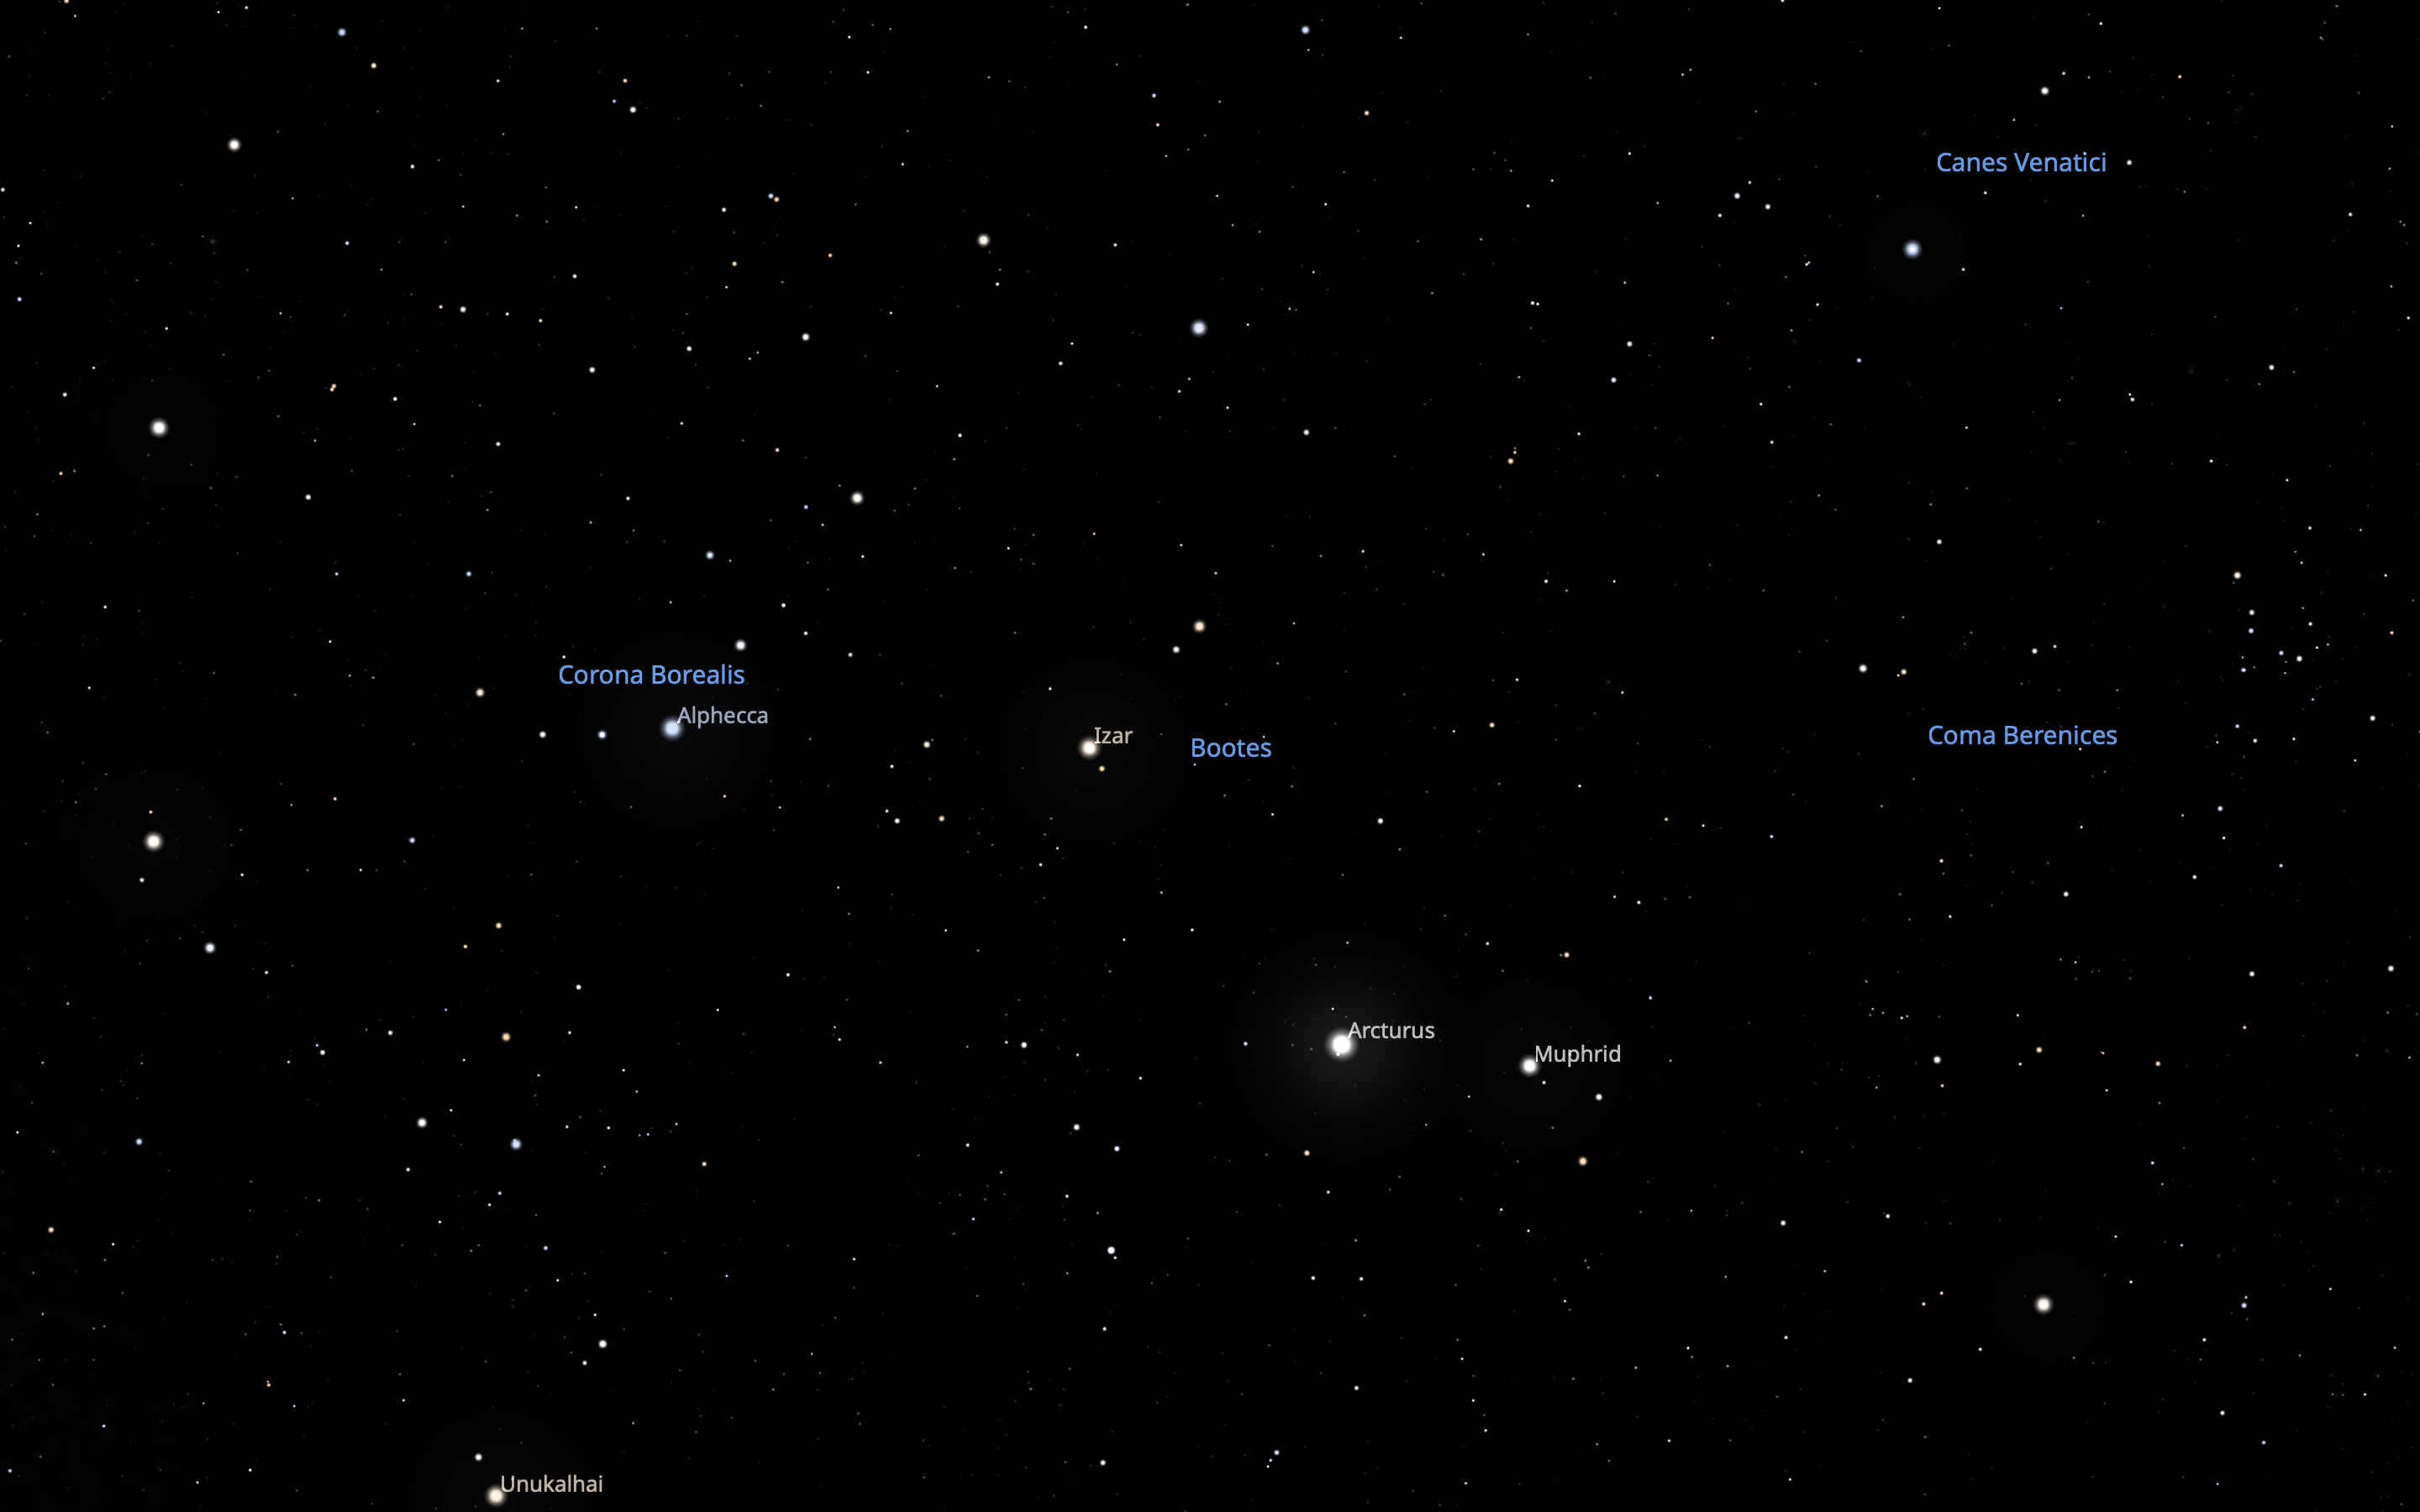 Canes Venatici
Corona Borealis
Alphecca
Izar
Bootes
Coma Berenices
Arcturus
Muphrid
Unukalhai